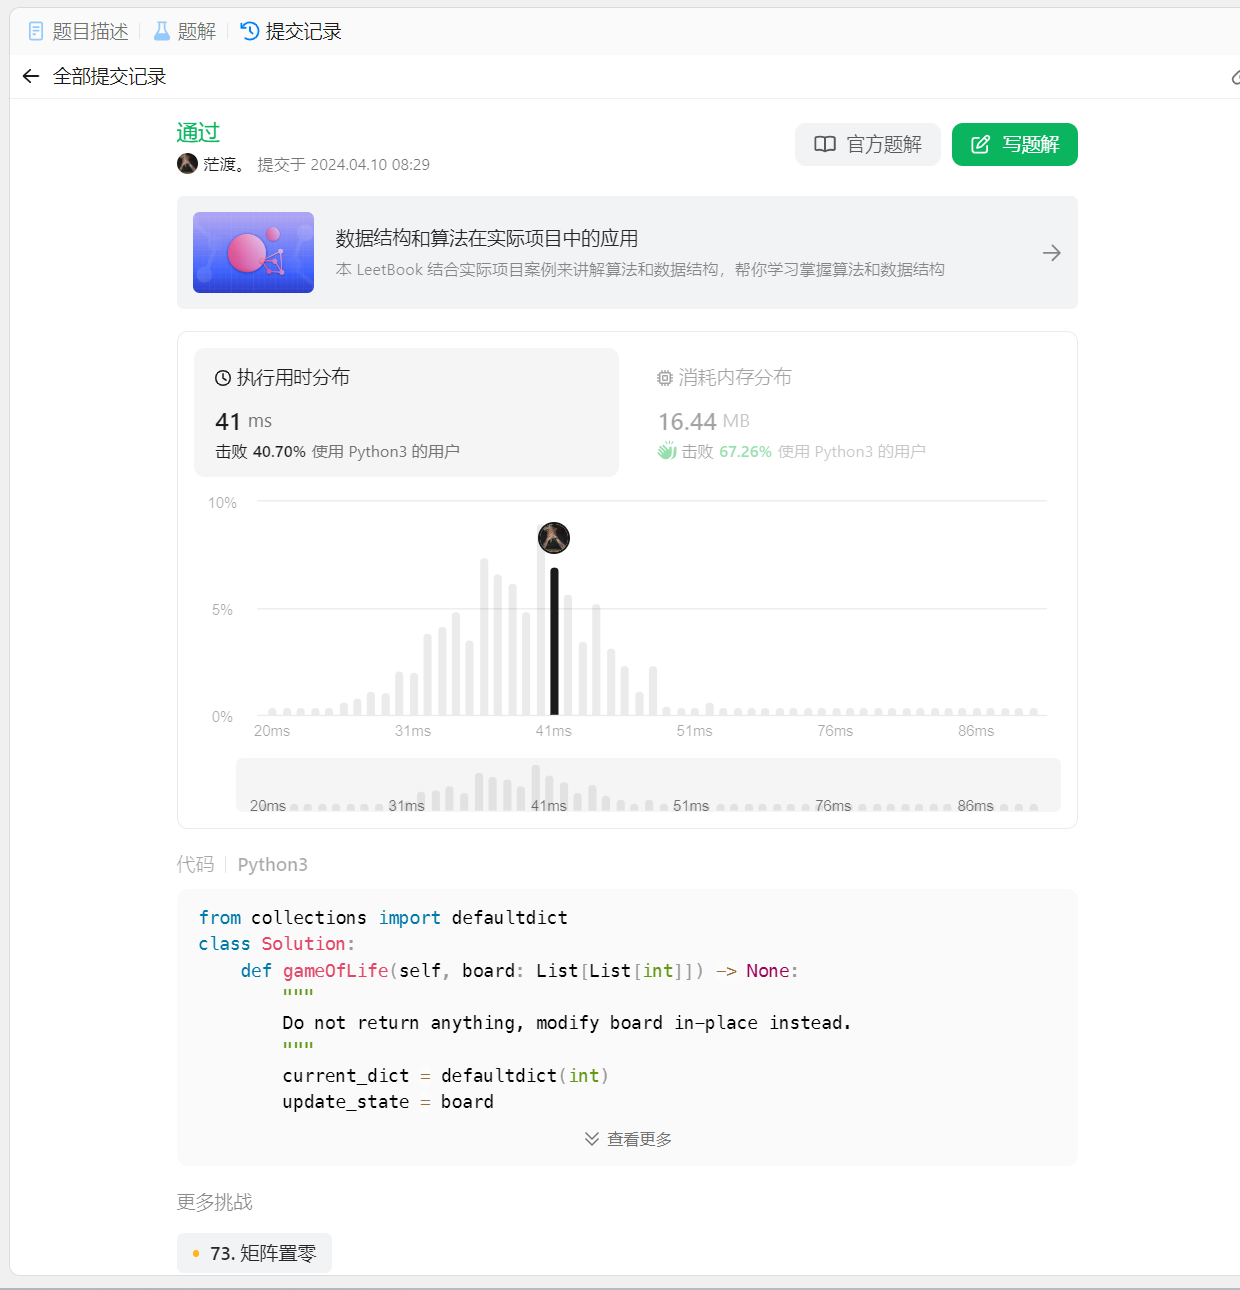 题目描述 题解 提交记录
全部提交记录
通过
茫渡。 提交于 2024.04.10 08:29
官方题解 写题解
数据结构和算法在实际项目中的应用
本 LeetBook 结合实际项目案例来讲解算法和数据结构，帮你学习掌握算法和数据结构
执行用时分布
41 ms
击败 40.70% 使用 Python3 的用户
消耗内存分布
16.44 MB
击败 67.26% 使用 Python3 的用户
10%
5%
0%
20ms 31ms 41ms 51ms 76ms 86ms
20ms 31ms 41ms 51ms 76ms 86ms
代码 Python3
from collections import defaultdict
class Solution:
    def gameOfLife(self, board: List[List[int]]) -> None:
        """
        Do not return anything, modify board in-place instead.
        """
        current_dict = defaultdict(int)
        update_state = board
查看更多
更多挑战
73. 矩阵置零